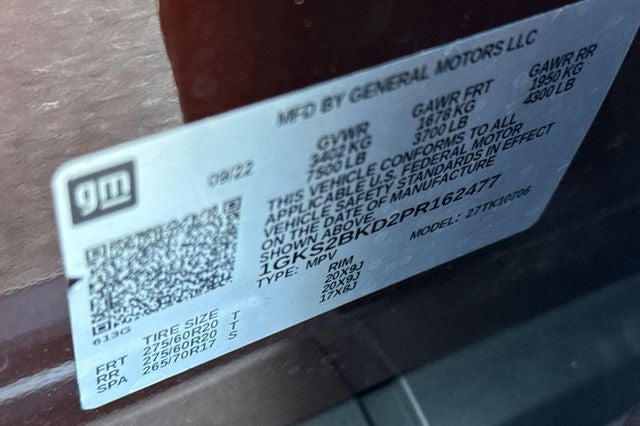 MFD BY GENERAL MOTORS LLC
gm
09/22
GVWR GAWR FRT GAWR RR
3402 KG 1678 KG 1950 KG
7500 LB 3700 LB 4300 LB
THIS VEHICLE CONFORMS TO ALL
APPLICABLE U.S. FEDERAL MOTOR
VEHICLE SAFETY STANDARDS IN EFFECT
ON THE DATE OF MANUFACTURE
SHOWN ABOVE.
1GKS2BKD2PR162477
TYPE: MPV MODEL: 27TK10706
613G
TIRE SIZE RIM
FRT 275/60R20 T 20X9J
RR 275/60R20 T 20X9J
SPA 265/70R17 S 17X8J